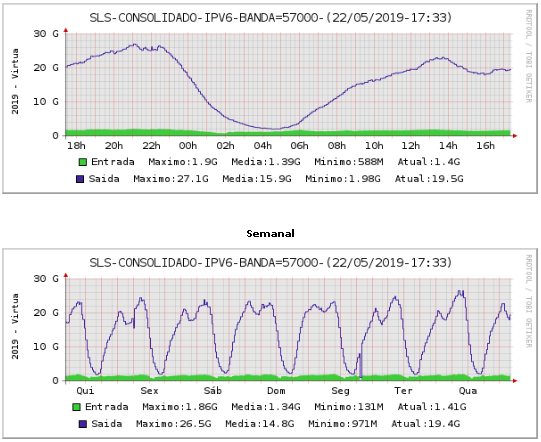 SLS-CONSOLIDADO-IPV6-BANDA=57000-(22/05/2019-17:33)
RRDTOOL / TOBI OETIKER
2019 - Virtua
30 G
20 G
10 G
0
18h 20h 22h 00h 02h 04h 06h 08h 10h 12h 14h 16h
Entrada Maximo:1.9G Media:1.39G Minimo:588M Atual:1.4G
Saida Maximo:27.1G Media:15.9G Minimo:1.98G Atual:19.5G
Semanal
SLS-CONSOLIDADO-IPV6-BANDA=57000-(22/05/2019-17:33)
RRDTOOL / TOBI OETIKER
2019 - Virtua
30 G
20 G
10 G
0
Qui Sex Sáb Dom Seg Ter Qua
Entrada Maximo:1.86G Media:1.34G Minimo:131M Atual:1.41G
Saida Maximo:26.5G Media:14.8G Minimo:971M Atual:19.4G